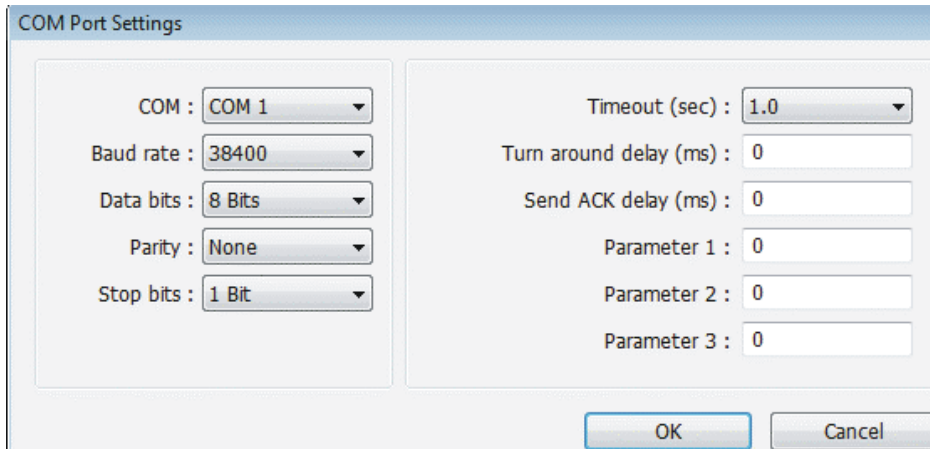 COM Port Settings
COM : COM 1
Baud rate : 38400
Data bits : 8 Bits
Parity : None
Stop bits : 1 Bit
Timeout (sec) : 1.0
Turn around delay (ms) : 0
Send ACK delay (ms) : 0
Parameter 1 : 0
Parameter 2 : 0
Parameter 3 : 0
OK Cancel